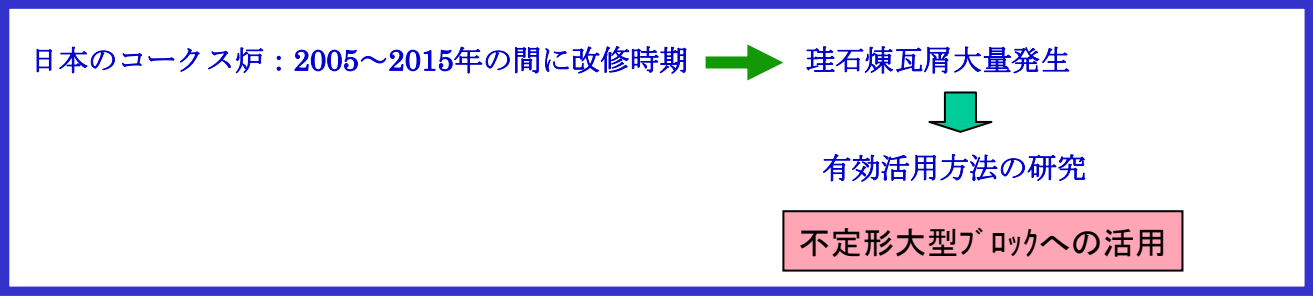 日本のコークス炉：2005～2015年の間に改修時期
珪石煉瓦屑大量発生
有効活用方法の研究
不定形大型ﾌﾞﾛｯｸへの活用